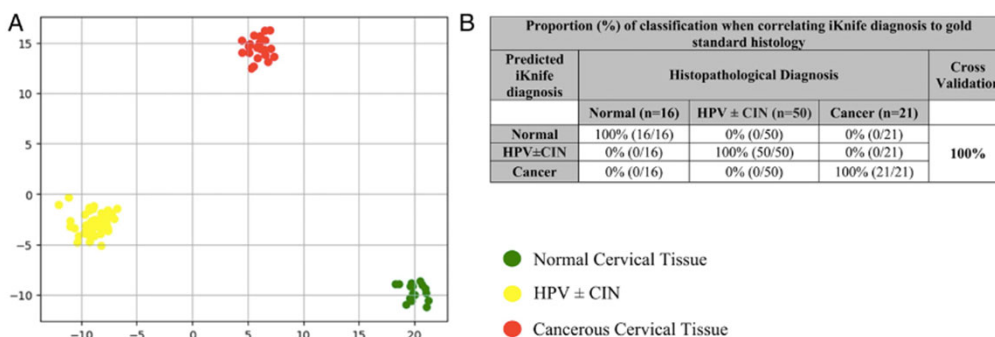 A
15
10
5
0
−5
−10
−10
−5
0
5
10
15
20
B
Proportion (%) of classification when correlating iKnife diagnosis to gold
standard histology
Predicted
iKnife
diagnosis
Histopathological Diagnosis
Cross
Validation
Normal (n=16) HPV ± CIN (n=50) Cancer (n=21)
Normal 100% (16/16) 0% (0/50) 0% (0/21)
HPV±CIN 0% (0/16) 100% (50/50) 0% (0/21)
100%
Cancer 0% (0/16) 0% (0/50) 100% (21/21)
Normal Cervical Tissue
HPV ± CIN
Cancerous Cervical Tissue